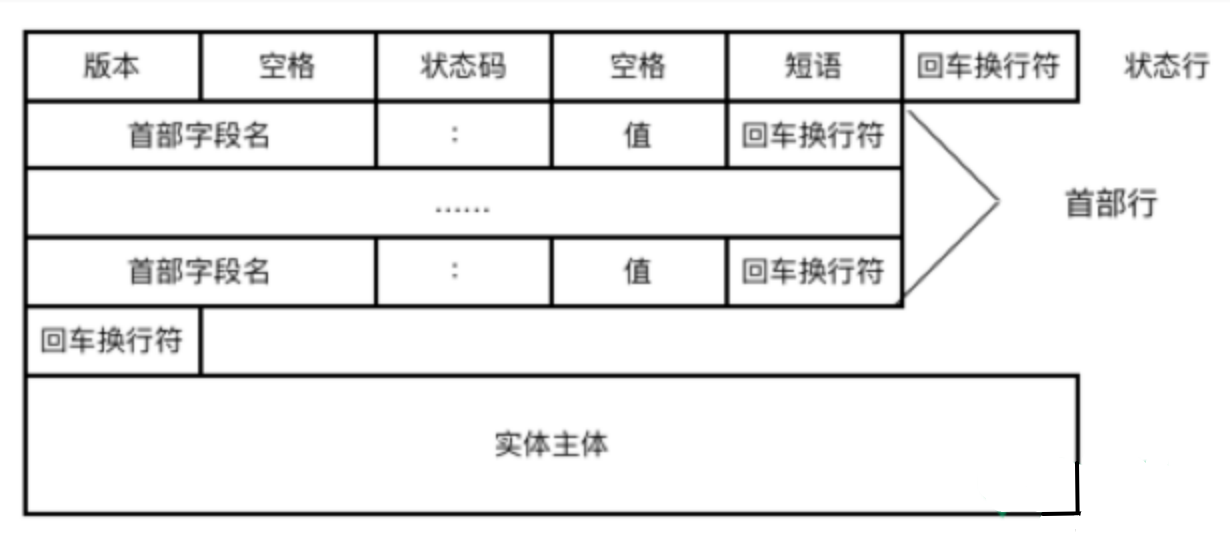 版本 空格 状态码 空格 短语 回车换行符 状态行
首部字段名 : 值 回车换行符
......
首部行
首部字段名 : 值 回车换行符
回车换行符
实体主体